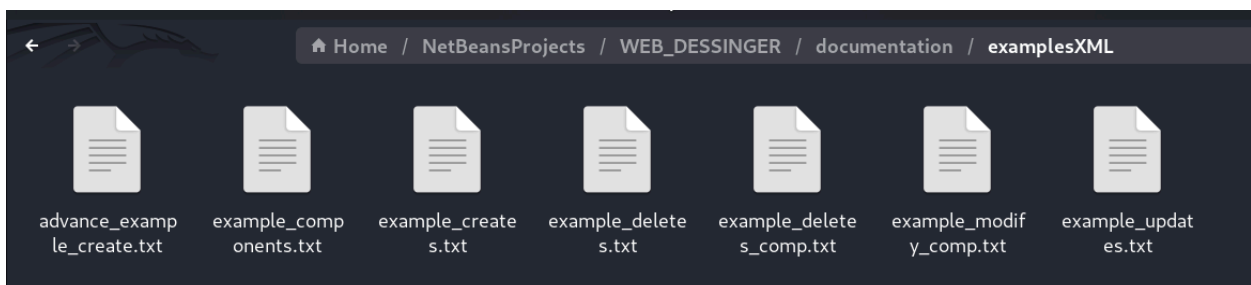 Home / NetBeansProjects / WEB_DESSINGER / documentation / examplesXML
advance_examp
le_create.txt
example_comp
onents.txt
example_create
s.txt
example_delete
s.txt
example_delete
s_comp.txt
example_modif
y_comp.txt
example_updat
es.txt